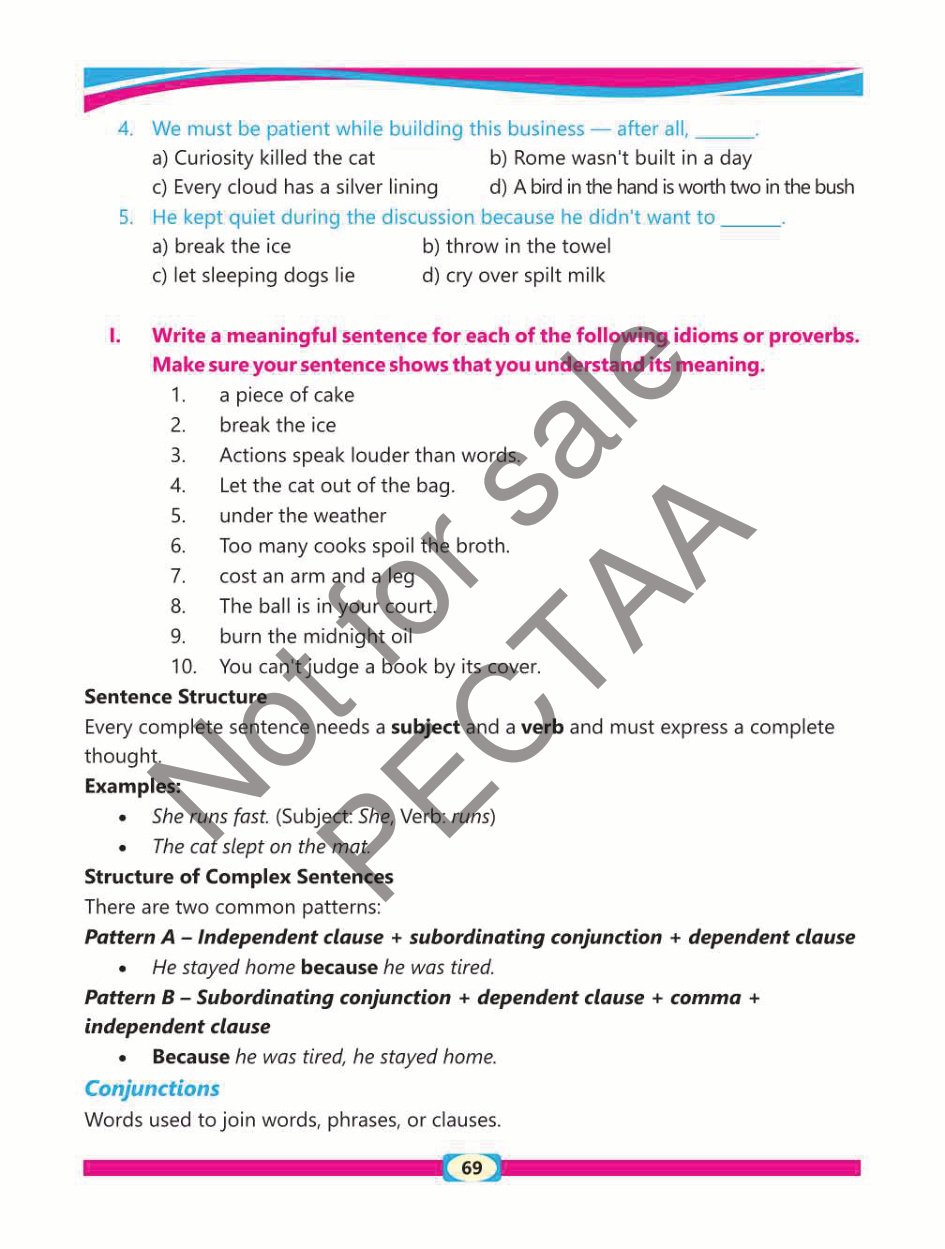 4. We must be patient while building this business — after all, ______.
a) Curiosity killed the cat b) Rome wasn't built in a day
c) Every cloud has a silver lining d) A bird in the hand is worth two in the bush
5. He kept quiet during the discussion because he didn't want to ______.
a) break the ice b) throw in the towel
c) let sleeping dogs lie d) cry over spilt milk
I. Write a meaningful sentence for each of the following idioms or proverbs.
Make sure your sentence shows that you understand its meaning.
1. a piece of cake
2. break the ice
3. Actions speak louder than words.
4. Let the cat out of the bag.
5. under the weather
6. Too many cooks spoil the broth.
7. cost an arm and a leg
8. The ball is in your court.
9. burn the midnight oil
10. You can't judge a book by its cover.
Sentence Structure
Every complete sentence needs a subject and a verb and must express a complete
thought.
Examples:
• She runs fast. (Subject: She, Verb: runs)
• The cat slept on the mat.
Structure of Complex Sentences
There are two common patterns:
Pattern A – Independent clause + subordinating conjunction + dependent clause
• He stayed home because he was tired.
Pattern B – Subordinating conjunction + dependent clause + comma +
independent clause
• Because he was tired, he stayed home.
Conjunctions
Words used to join words, phrases, or clauses.
69
Not for sale
PECTAA